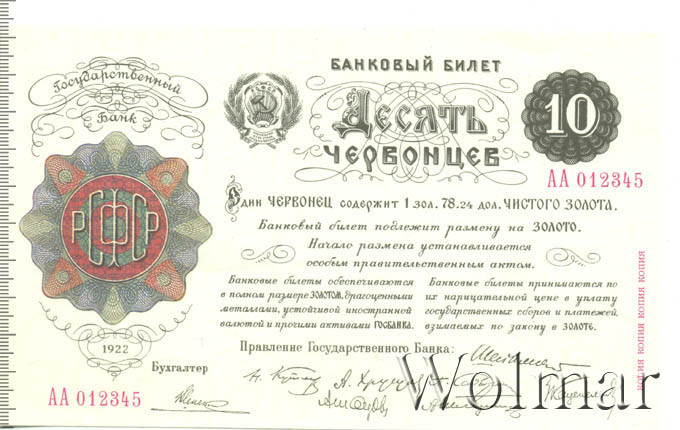 Государственный
Банк
БАНКОВЫЙ БИЛЕТ
ДЕСЯТЬ
ЧЕРВОНЦЕВ
10
АА 012345
РСФСР
Один ЧЕРВОНЕЦ содержит 1 зол. 78.24 дол. ЧИСТОГО ЗОЛОТА.
Банковый билет подлежит размену на ЗОЛОТО.
Начало размена устанавливается
особым правительственным актом.
Банковые билеты обеспечиваются
в полном размере ЗОЛОТОМ, драгоценными
металлами, устойчивой иностранной
валютой и прочими активами ГОСБАНКА.
Банковые билеты принимаются по
их нарицательной цене в уплату
государственных сборов и платежей,
взимаемых по закону в ЗОЛОТЕ.
1922
Правление Государственного Банка:
Бухгалтер
АА 012345
КОПИЯ КОПИЯ КОПИЯ КОПИЯ
Wolmar